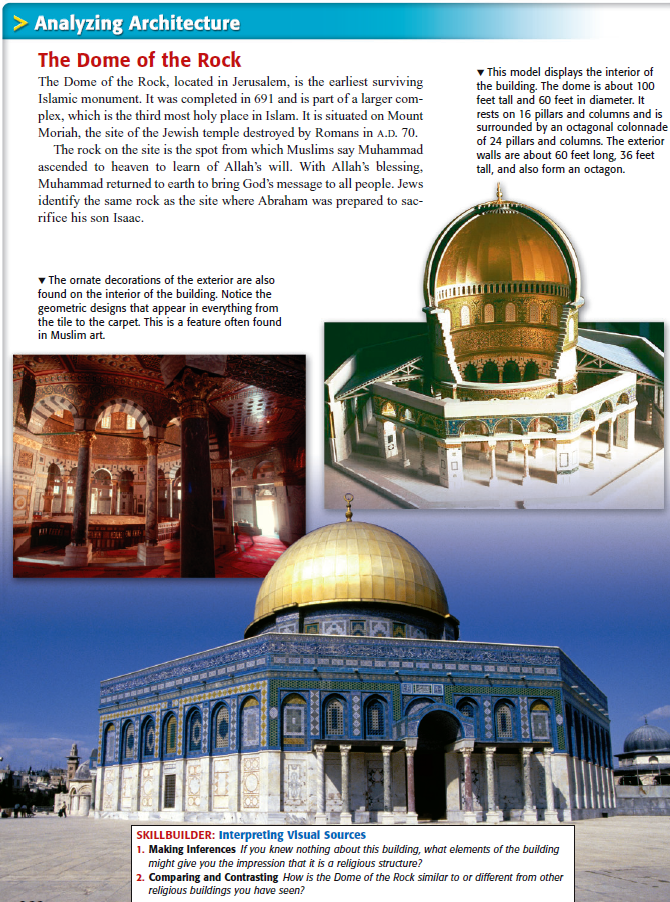 > Analyzing Architecture
The Dome of the Rock
The Dome of the Rock, located in Jerusalem, is the earliest surviving
Islamic monument. It was completed in 691 and is part of a larger com-
plex, which is the third most holy place in Islam. It is situated on Mount
Moriah, the site of the Jewish temple destroyed by Romans in A.D. 70.
The rock on the site is the spot from which Muslims say Muhammad
ascended to heaven to learn of Allah's will. With Allah's blessing,
Muhammad returned to earth to bring God's message to all people. Jews
identify the same rock as the site where Abraham was prepared to sac-
rifice his son Isaac.
▼ This model displays the interior of
the building. The dome is about 100
feet tall and 60 feet in diameter. It
rests on 16 pillars and columns and is
surrounded by an octagonal colonnade
of 24 pillars and columns. The exterior
walls are about 60 feet long, 36 feet
tall, and also form an octagon.
▼ The ornate decorations of the exterior are also
found on the interior of the building. Notice the
geometric designs that appear in everything from
the tile to the carpet. This is a feature often found
in Muslim art.
SKILLBUILDER: Interpreting Visual Sources
1. Making Inferences If you knew nothing about this building, what elements of the building
might give you the impression that it is a religious structure?
2. Comparing and Contrasting How is the Dome of the Rock similar to or different from other
religious buildings you have seen?